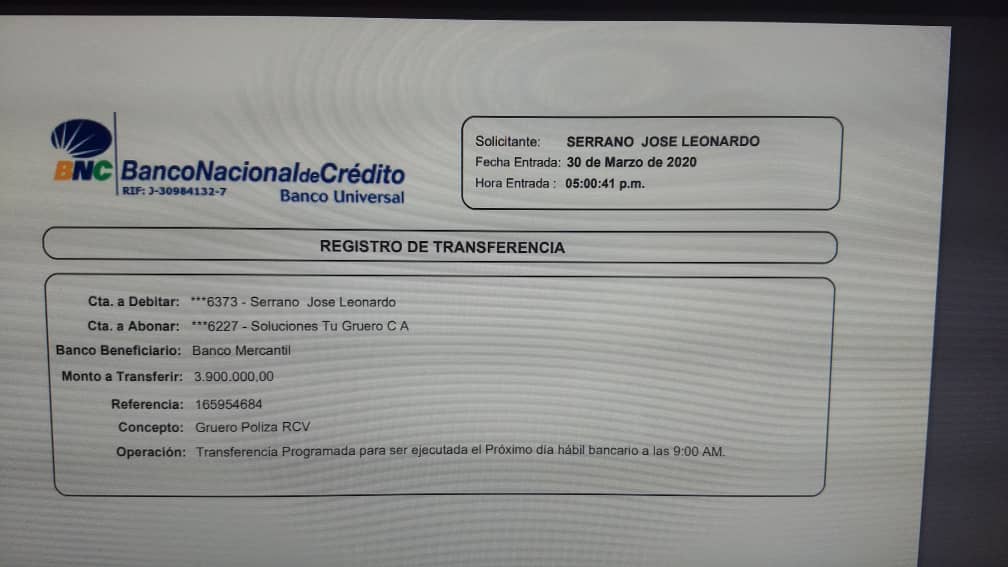 BNC BancoNacionaldeCrédito
RIF: J-30984132-7
Banco Universal
Solicitante: SERRANO JOSE LEONARDO
Fecha Entrada: 30 de Marzo de 2020
Hora Entrada : 05:00:41 p.m.
REGISTRO DE TRANSFERENCIA
Cta. a Debitar: ***6373 - Serrano Jose Leonardo
Cta. a Abonar: ***6227 - Soluciones Tu Gruero C A
Banco Beneficiario: Banco Mercantil
Monto a Transferir: 3.900.000,00
Referencia: 165954684
Concepto: Gruero Poliza RCV
Operación: Transferencia Programada para ser ejecutada el Próximo día hábil bancario a las 9:00 AM.